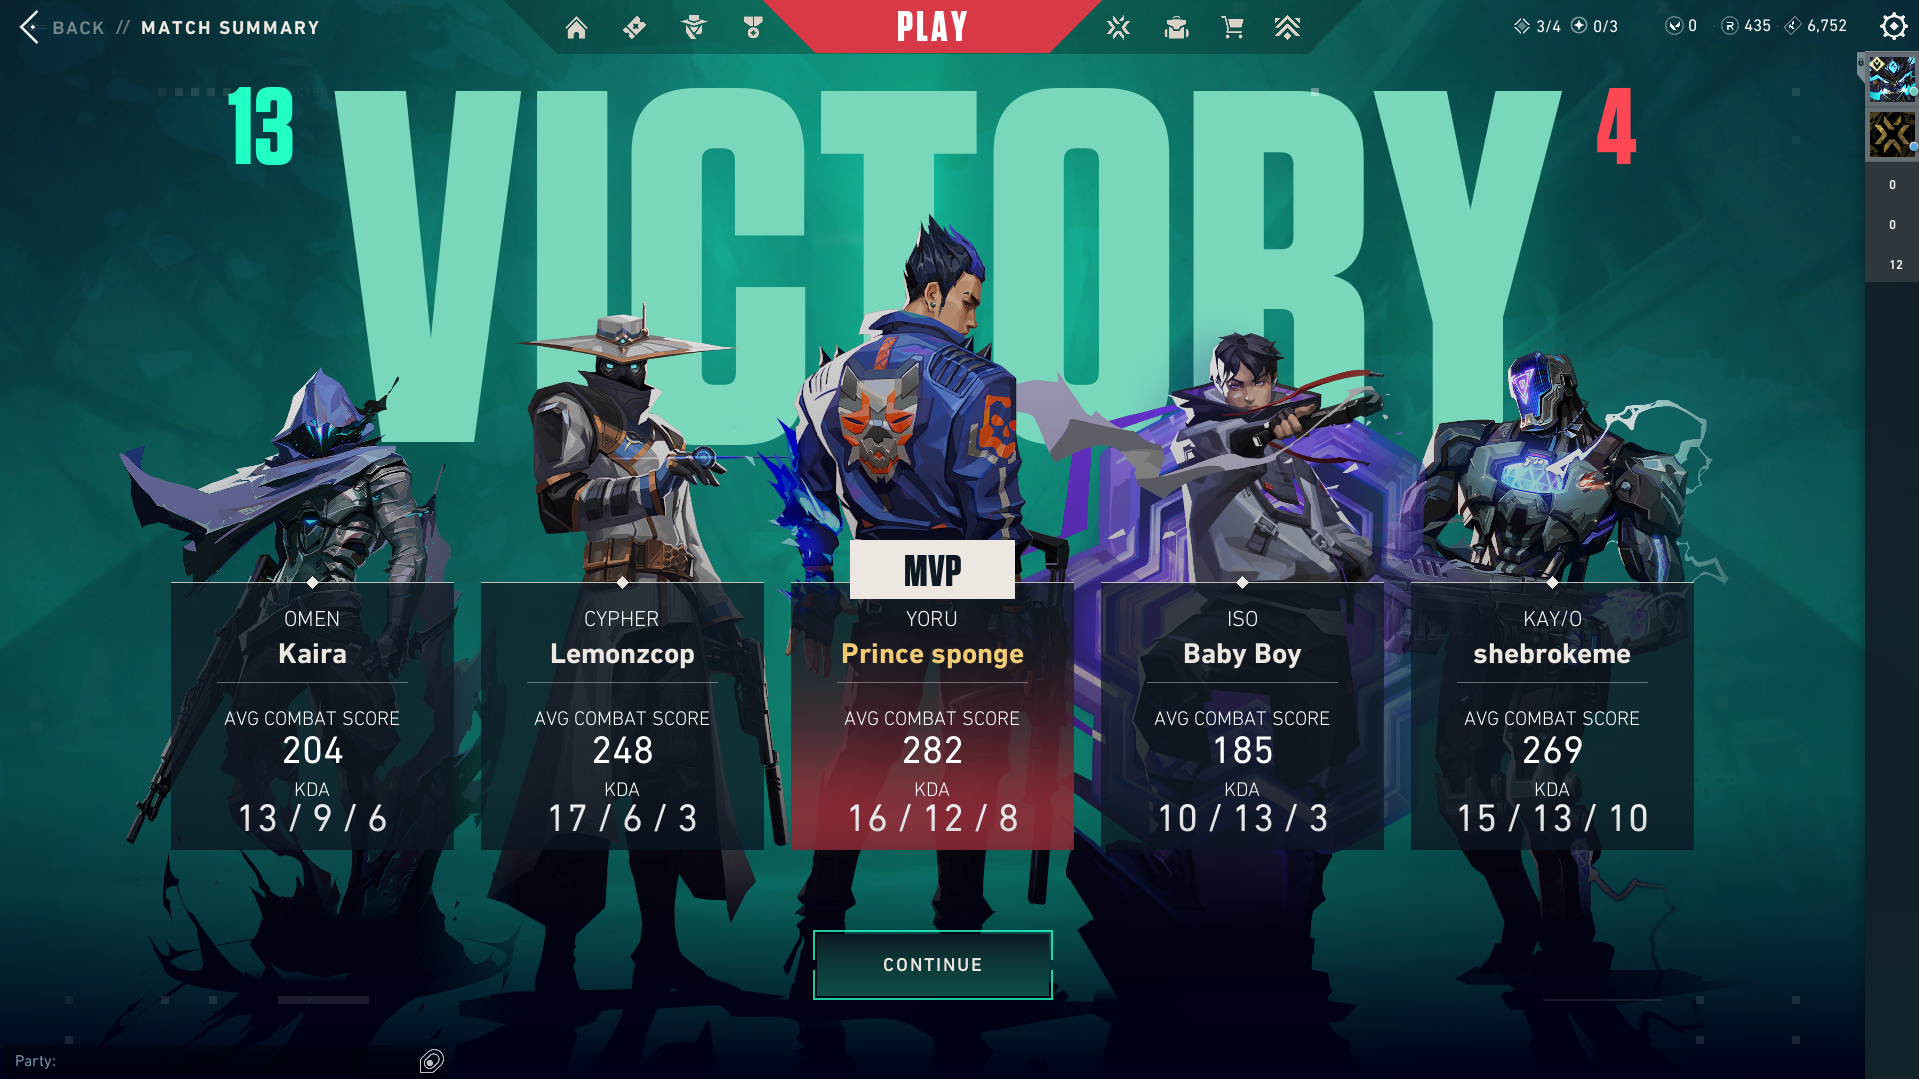 BACK // MATCH SUMMARY
PLAY
3/4 0/3 0 435 6,752
13 VICTORY 4
0
0
12
MVP
OMEN
Kaira
AVG COMBAT SCORE
204
KDA
13 / 9 / 6
CYPHER
Lemonzcop
AVG COMBAT SCORE
248
KDA
17 / 6 / 3
YORU
Prince sponge
AVG COMBAT SCORE
282
KDA
16 / 12 / 8
ISO
Baby Boy
AVG COMBAT SCORE
185
KDA
10 / 13 / 3
KAY/O
shebrokeme
AVG COMBAT SCORE
269
KDA
15 / 13 / 10
CONTINUE
Party: